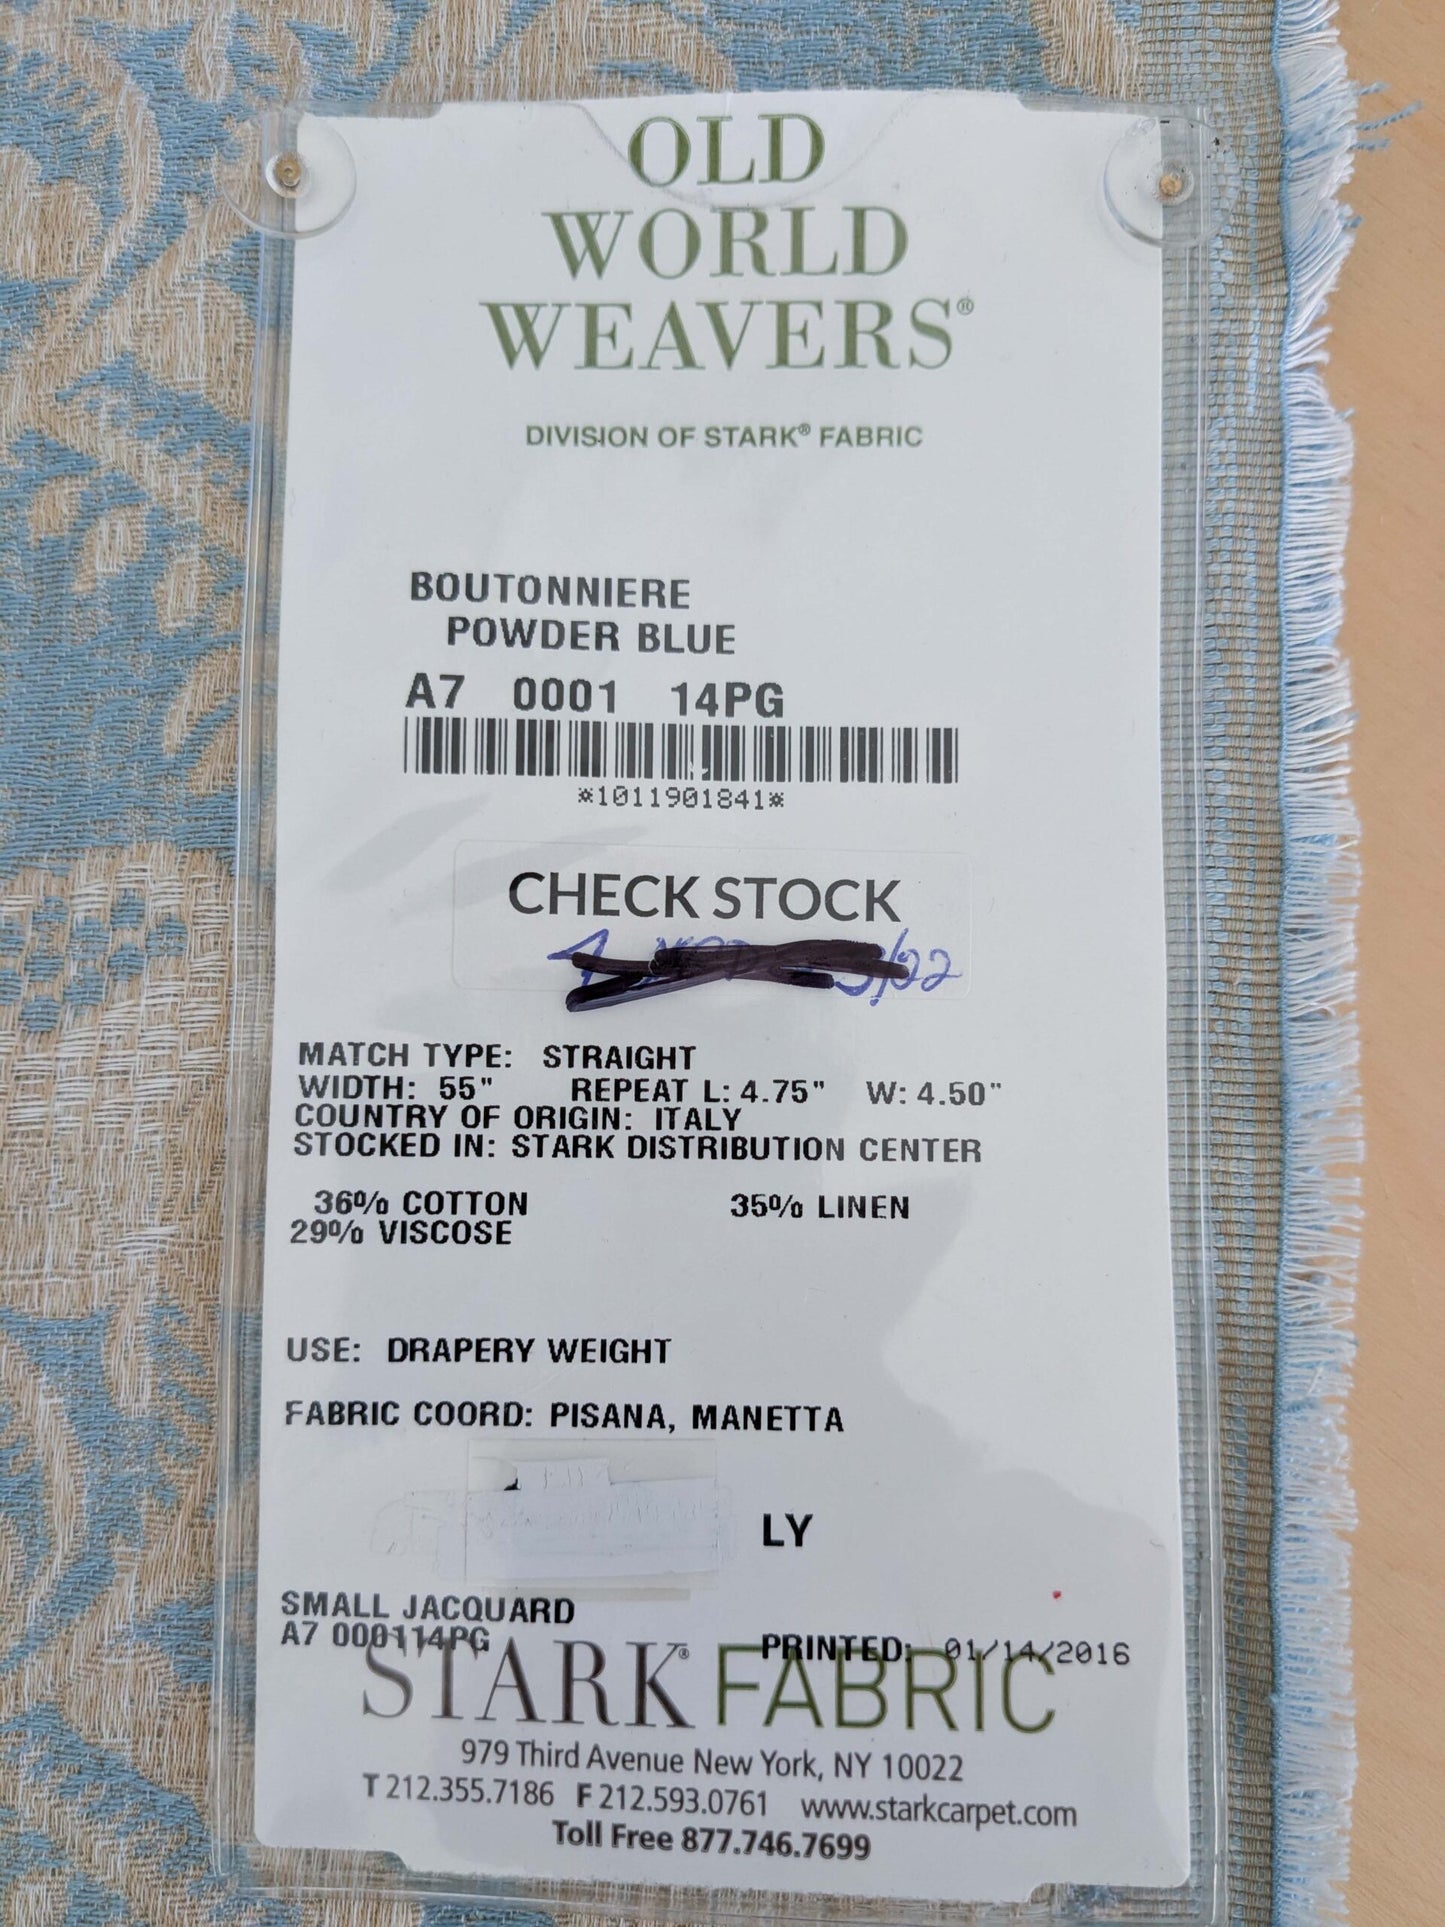 OLD
WORLD
WEAVERS®
DIVISION OF STARK® FABRIC
BOUTONNIERE
POWDER BLUE
A7 0001 14PG
*1011901841*
CHECK STOCK
/22
MATCH TYPE: STRAIGHT
WIDTH: 55" REPEAT L: 4.75" W: 4.50"
COUNTRY OF ORIGIN: ITALY
STOCKED IN: STARK DISTRIBUTION CENTER
36% COTTON 35% LINEN
29% VISCOSE
USE: DRAPERY WEIGHT
FABRIC COORD: PISANA, MANETTA
LY
SMALL JACQUARD
A7 000114PG PRINTED: 01/14/2016
STARK® FABRIC
979 Third Avenue New York, NY 10022
T 212.355.7186 F 212.593.0761 www.starkcarpet.com
Toll Free 877.746.7699